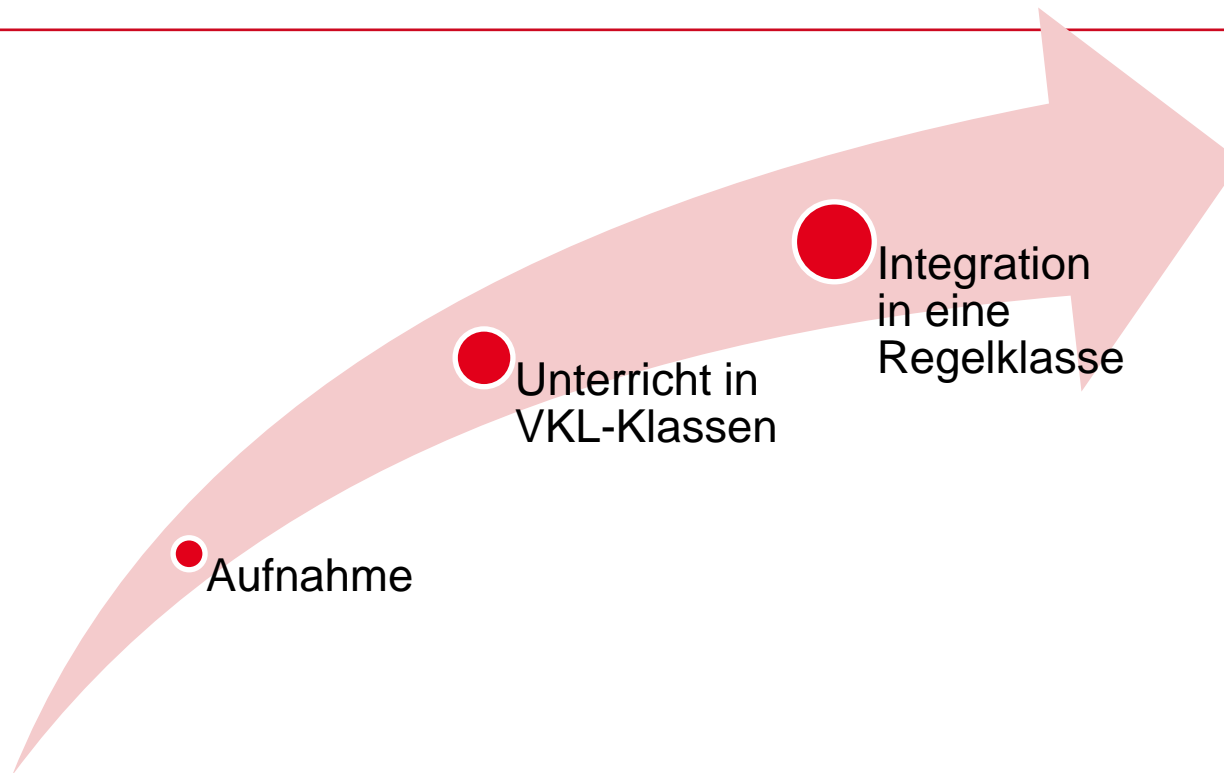 Integration
in eine
Regelklasse
Unterricht in
VKL-Klassen
Aufnahme